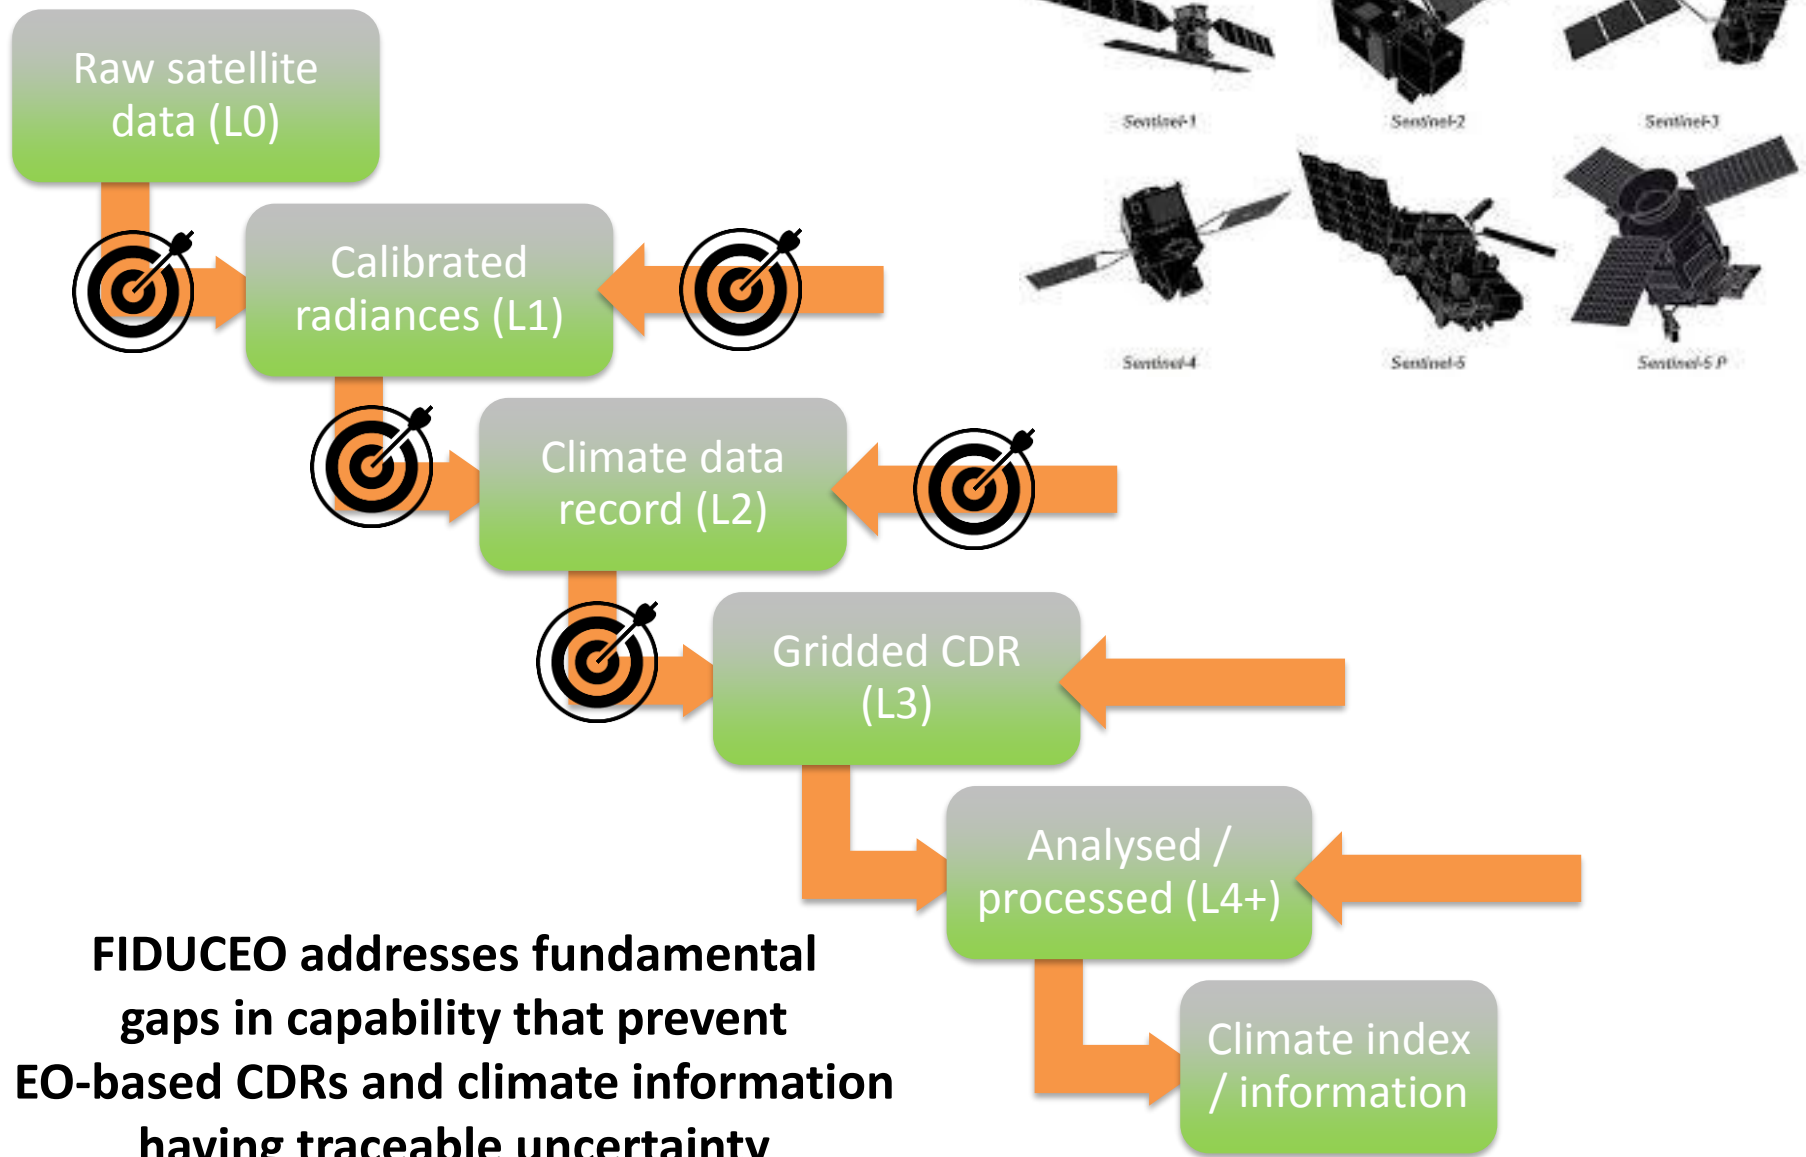 Raw satellite
data (L0)
Sentinel-1
Sentinel-2
Sentinel-3
Calibrated
radiances (L1)
Sentinel-4
Sentinel-5
Sentinel-5 P
Climate data
record (L2)
Gridded CDR
(L3)
Analysed /
processed (L4+)
FIDUCEO addresses fundamental
gaps in capability that prevent
EO-based CDRs and climate information
having traceable uncertainty
Climate index
/ information